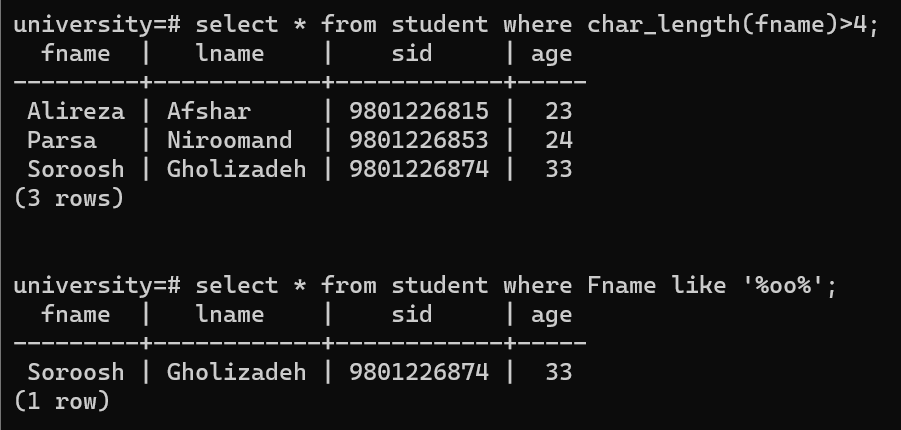 university=# select * from student where char_length(fname)>4;
  fname  |   lname    |    sid     | age
---------+------------+------------+-----
 Alireza | Afshar     | 9801226815 |  23
 Parsa   | Niroomand  | 9801226853 |  24
 Soroosh | Gholizadeh | 9801226874 |  33
(3 rows)
university=# select * from student where Fname like '%oo%';
  fname  |   lname    |    sid     | age
---------+------------+------------+-----
 Soroosh | Gholizadeh | 9801226874 |  33
(1 row)